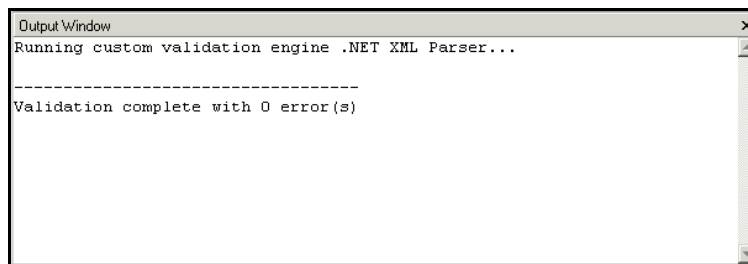 Output Window
Running custom validation engine .NET XML Parser...
-----------------------------------
Validation complete with 0 error(s)